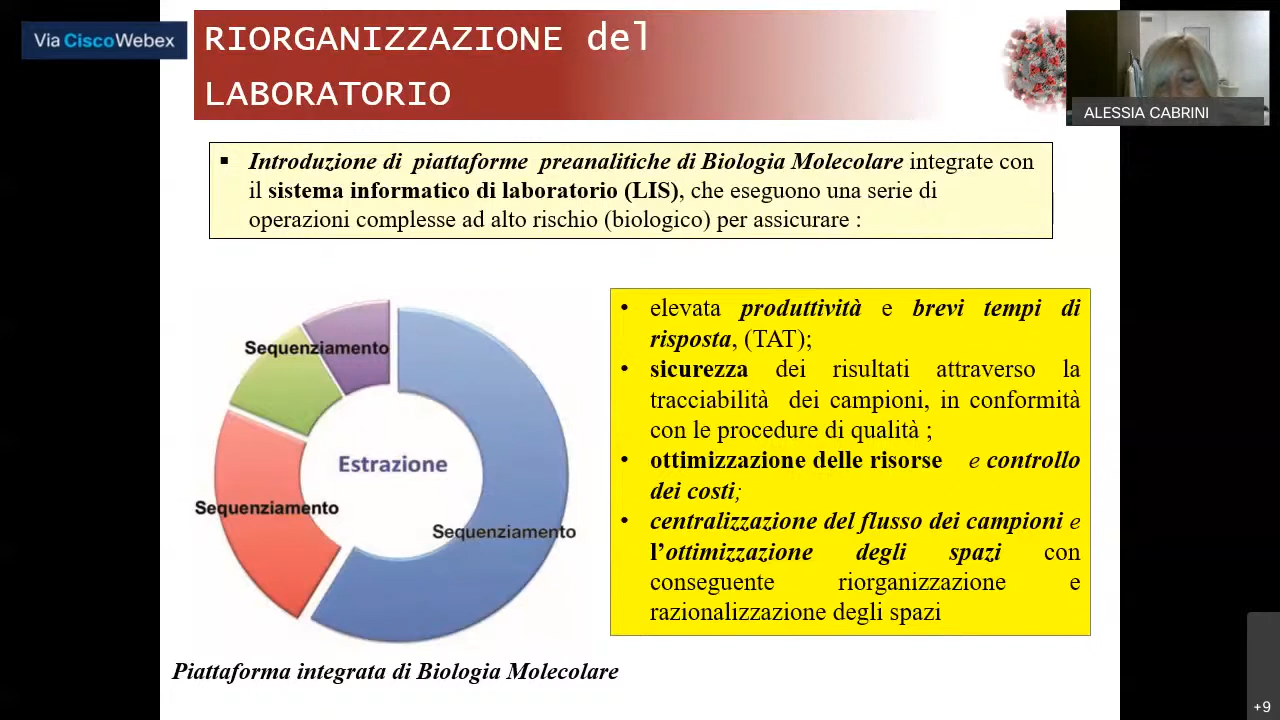 Via Cisco Webex
RIORGANIZZAZIONE del
LABORATORIO
ALESSIA CABRINI
▪ Introduzione di piattaforme preanalitiche di Biologia Molecolare integrate con
il sistema informatico di laboratorio (LIS), che eseguono una serie di
operazioni complesse ad alto rischio (biologico) per assicurare :
Sequenziamento
Estrazione
Sequenziamento
Sequenziamento
• elevata produttività e brevi tempi di
risposta, (TAT);
• sicurezza dei risultati attraverso la
tracciabilità dei campioni, in conformità
con le procedure di qualità ;
• ottimizzazione delle risorse e controllo
dei costi;
• centralizzazione del flusso dei campioni e
l’ottimizzazione degli spazi con
conseguente riorganizzazione e
razionalizzazione degli spazi
Piattaforma integrata di Biologia Molecolare
+9